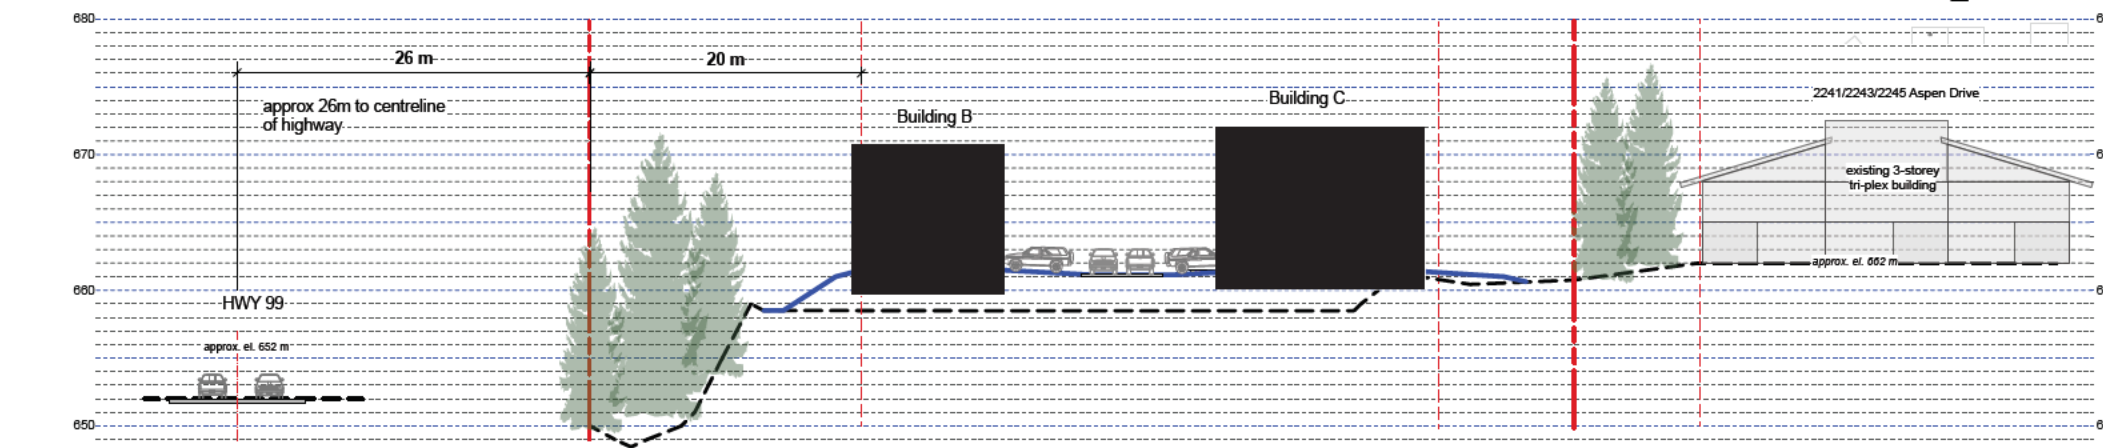 680
26 m
20 m
approx 26m to centreline
of highway
Building B
Building C
2241/2243/2245 Aspen Drive
670
existing 3-storey
tri-plex building
approx. el. 662 m
660
HWY 99
approx. el. 652 m
650